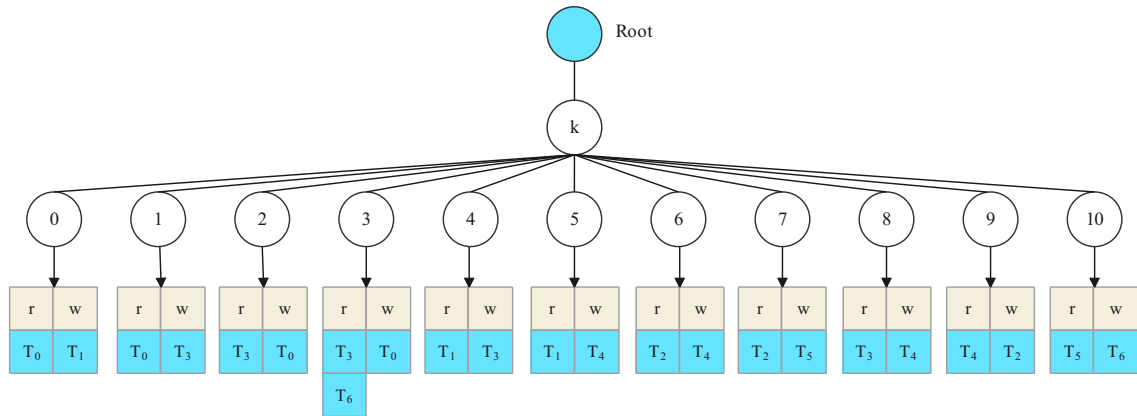 Root
k
0 1 2 3 4 5 6 7 8 9 10
r w r w r w r w r w r w r w r w r w r w r w
T₀ T₁ T₀ T₃ T₃ T₀ T₃ T₀ T₁ T₃ T₁ T₄ T₂ T₄ T₂ T₅ T₃ T₄ T₄ T₂ T₅ T₆
T₆